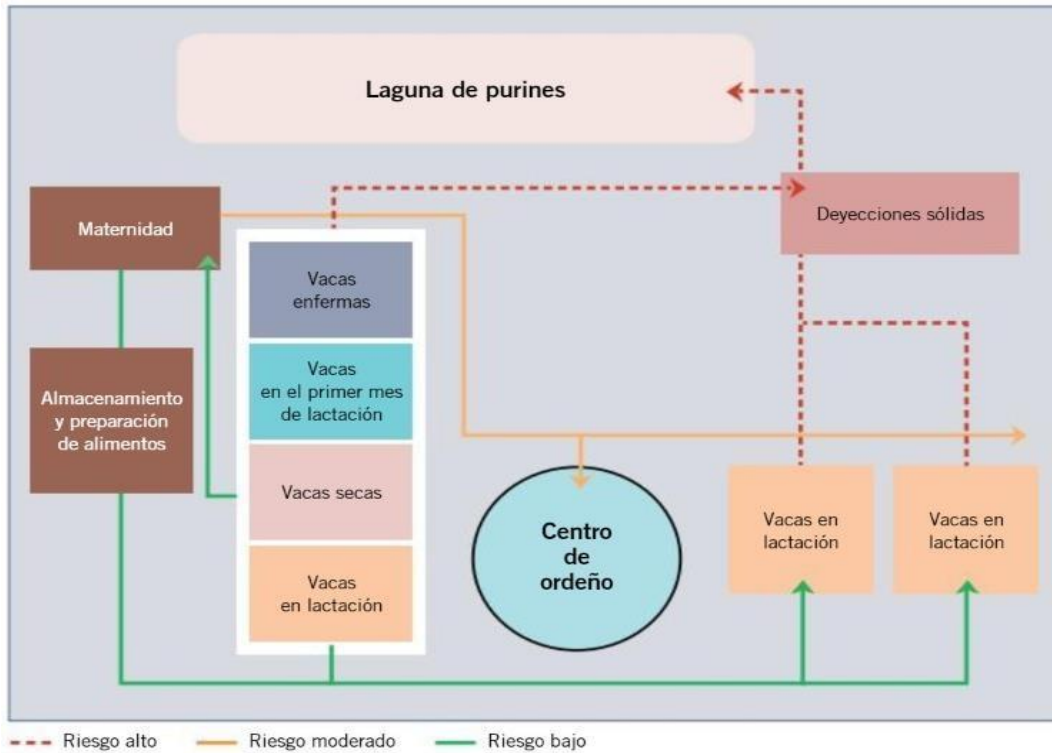 Laguna de purines
Maternidad
Deyecciones sólidas
Vacas
enfermas
Vacas
en el primer mes
de lactación
Almacenamiento
y preparación
de alimentos
Vacas secas
Vacas
en lactación
Centro
de
ordeño
Vacas en
lactación
Vacas en
lactación
Riesgo alto
Riesgo moderado
Riesgo bajo